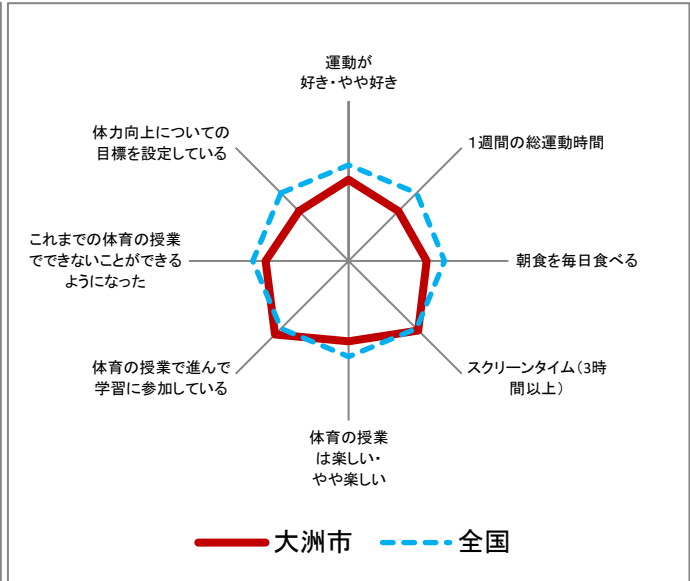 運動が
好き・やや好き
体力向上についての
目標を設定している
１週間の総運動時間
これまでの体育の授業
でできないことができる
ようになった
朝食を毎日食べる
体育の授業で進んで
学習に参加している
スクリーンタイム（3時
間以上）
体育の授業
は楽しい・
やや楽しい
大洲市
全国